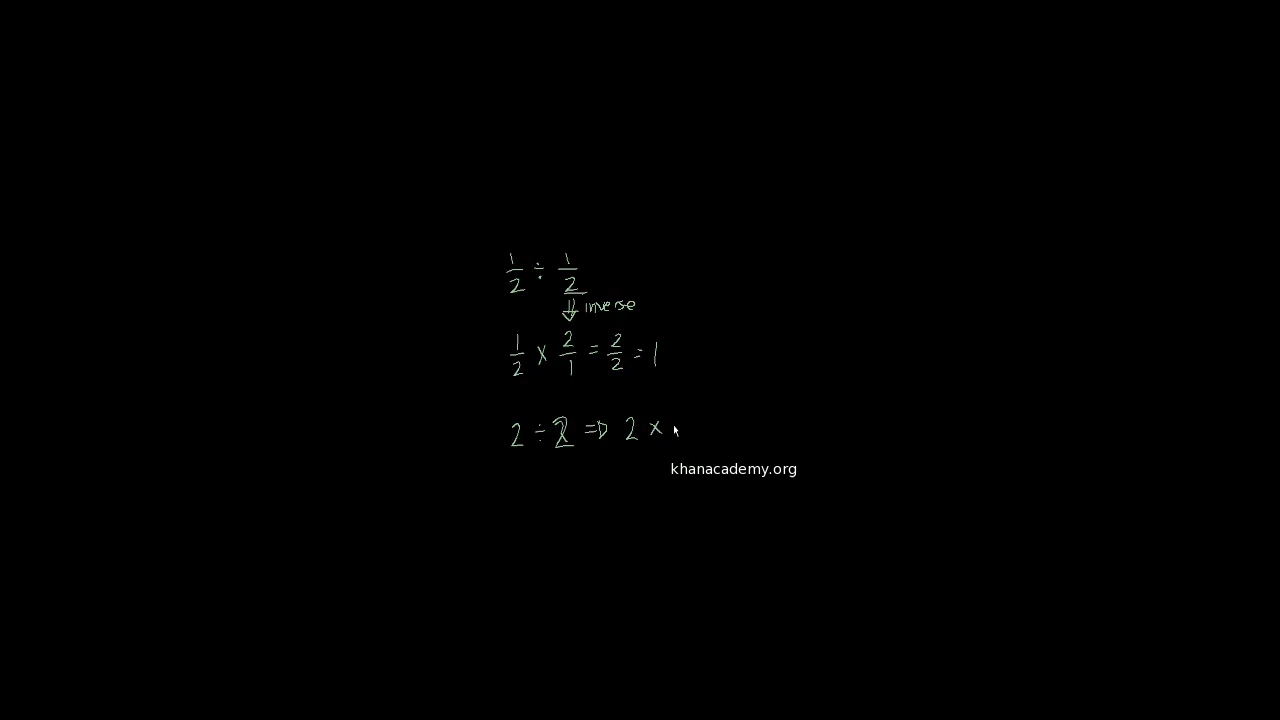 1/2 ÷ 1/2
⇓ inverse
1/2 × 2/1 = 2/2 = 1
2 ÷ 2 ⇒ 2 ×
khanacademy.org